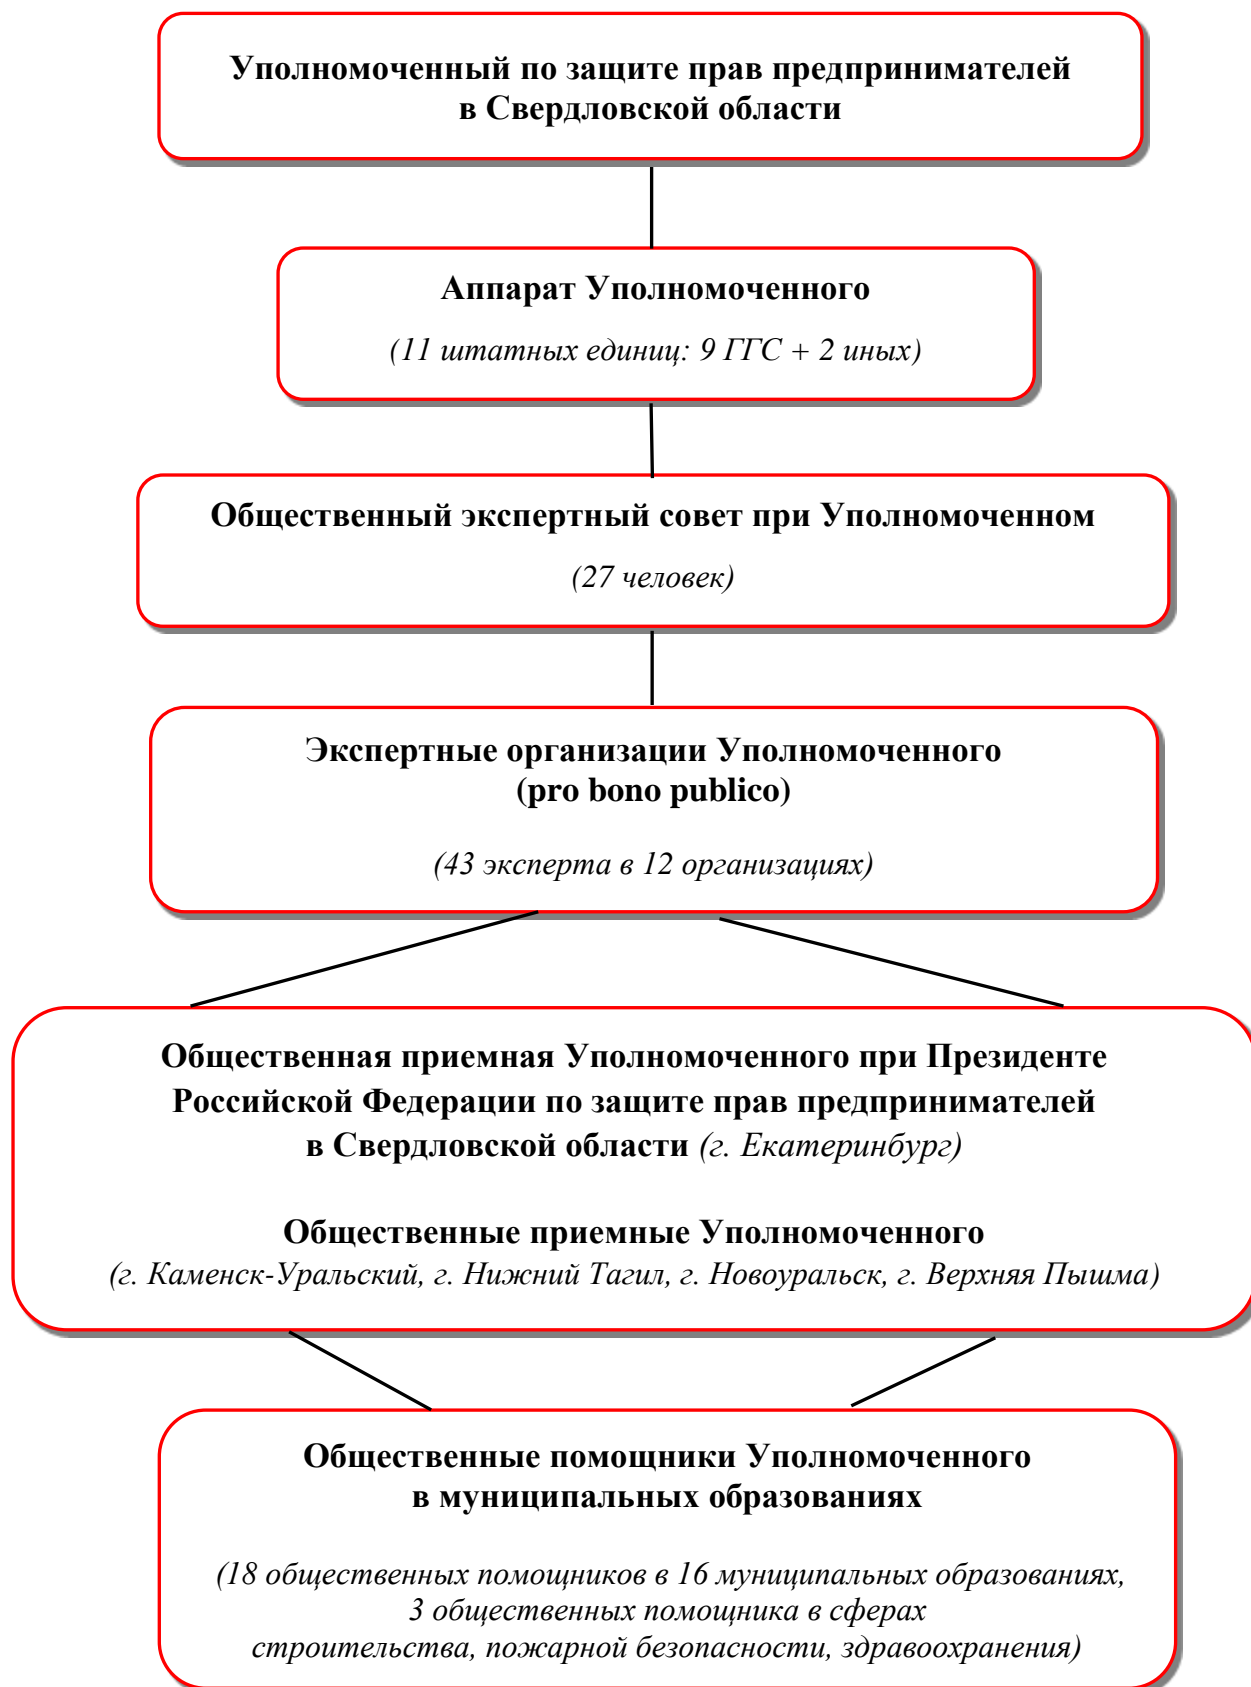 Уполномоченный по защите прав предпринимателей
в Свердловской области
Аппарат Уполномоченного
(11 штатных единиц: 9 ГГС + 2 иных)
Общественный экспертный совет при Уполномоченном
(27 человек)
Экспертные организации Уполномоченного
(pro bono publico)
(43 эксперта в 12 организациях)
Общественная приемная Уполномоченного при Президенте
Российской Федерации по защите прав предпринимателей
в Свердловской области (г. Екатеринбург)
Общественные приемные Уполномоченного
(г. Каменск-Уральский, г. Нижний Тагил, г. Новоуральск, г. Верхняя Пышма)
Общественные помощники Уполномоченного
в муниципальных образованиях
(18 общественных помощников в 16 муниципальных образованиях,
3 общественных помощника в сферах
строительства, пожарной безопасности, здравоохранения)